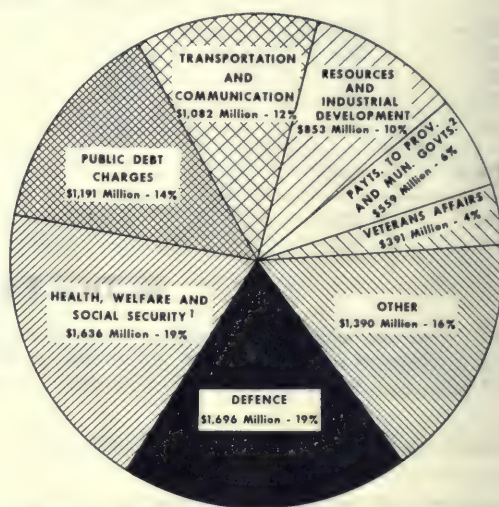 TRANSPORTATION
AND
COMMUNICATION
$1,082 Million - 12%
RESOURCES
AND
INDUSTRIAL
DEVELOPMENT
$853 Million - 10%
PAYTS. TO PROV.
AND MUN. GOVTS.2
$559 Million - 6%
VETERANS AFFAIRS
$391 Million - 4%
OTHER
$1,390 Million - 16%
DEFENCE
$1,696 Million - 19%
HEALTH, WELFARE AND
SOCIAL SECURITY1
$1,636 Million - 19%
PUBLIC DEBT
CHARGES
$1,191 Million - 14%